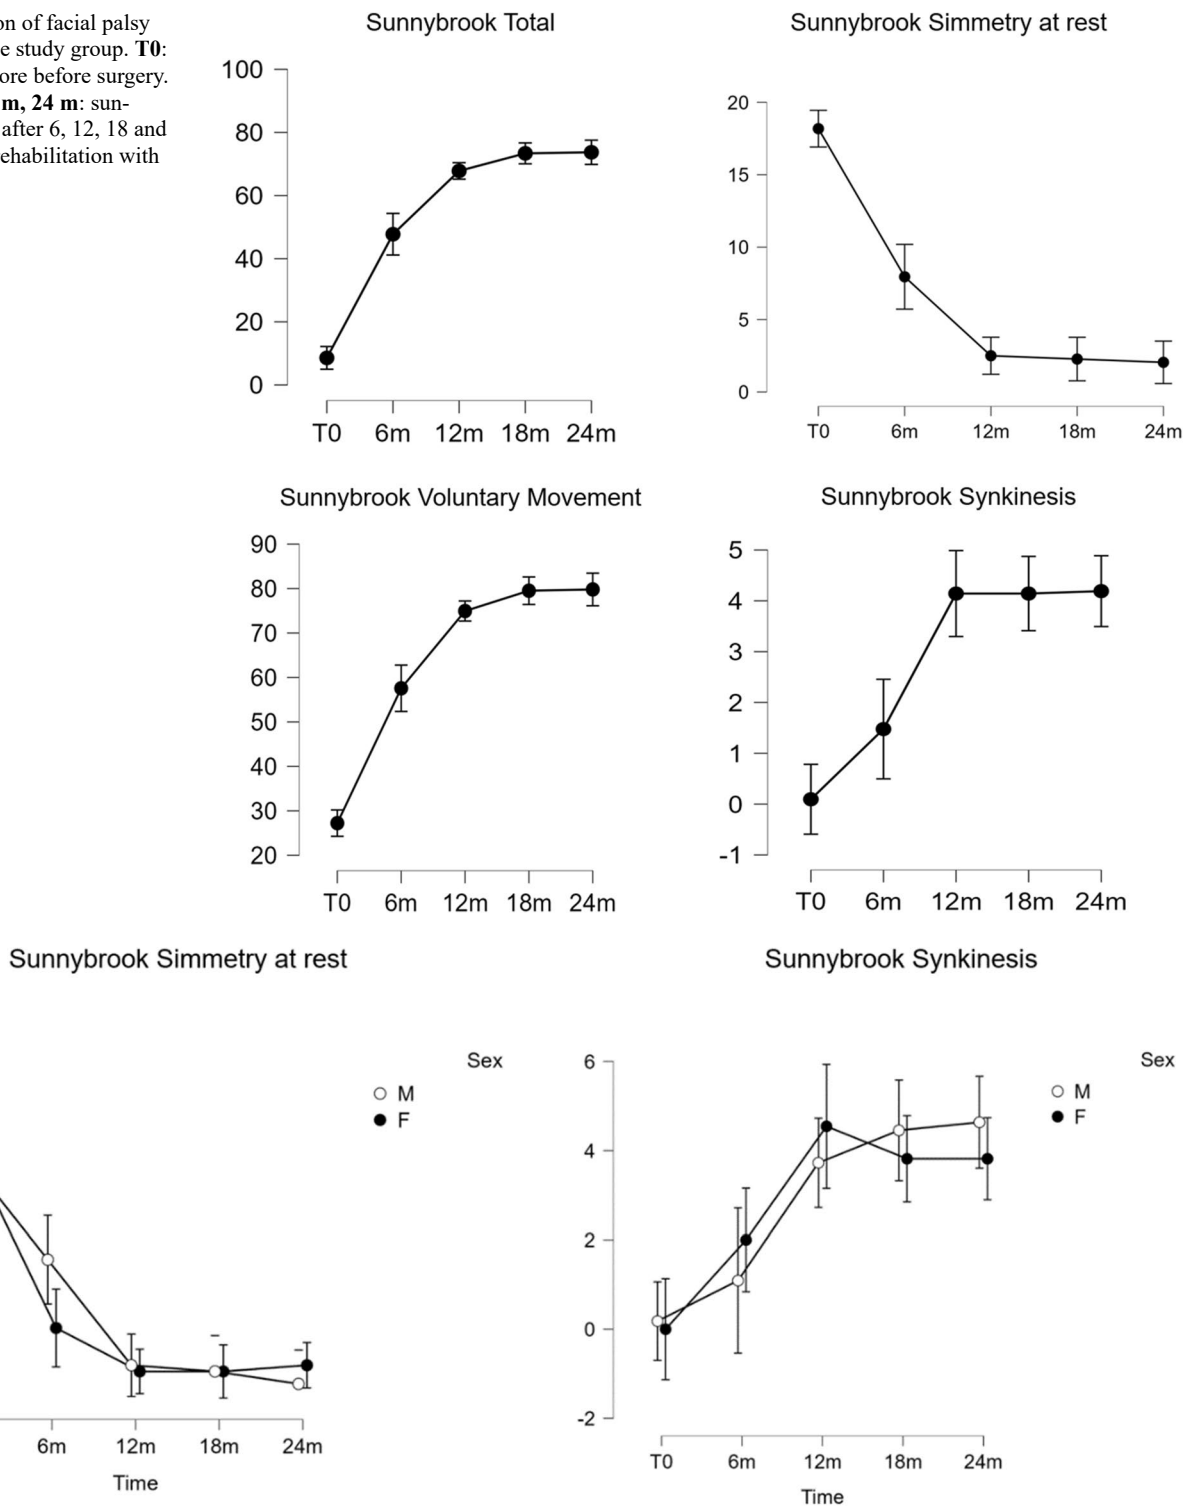 on of facial palsy
e study group. T0:
ore before surgery.
m, 24 m: sun-
after 6, 12, 18 and
ehabilitation with
Sunnybrook Total
100
80
60
40
20
0
T0 6m 12m 18m 24m
Sunnybrook Simmetry at rest
20
15
10
5
0
T0 6m 12m 18m 24m
Sunnybrook Voluntary Movement
90
80
70
60
50
40
30
20
T0 6m 12m 18m 24m
Sunnybrook Synkinesis
5
4
3
2
1
0
-1
T0 6m 12m 18m 24m
Sunnybrook Simmetry at rest
Sex
M
F
6m 12m 18m 24m
Time
Sunnybrook Synkinesis
Sex
M
F
6
4
2
0
-2
T0 6m 12m 18m 24m
Time